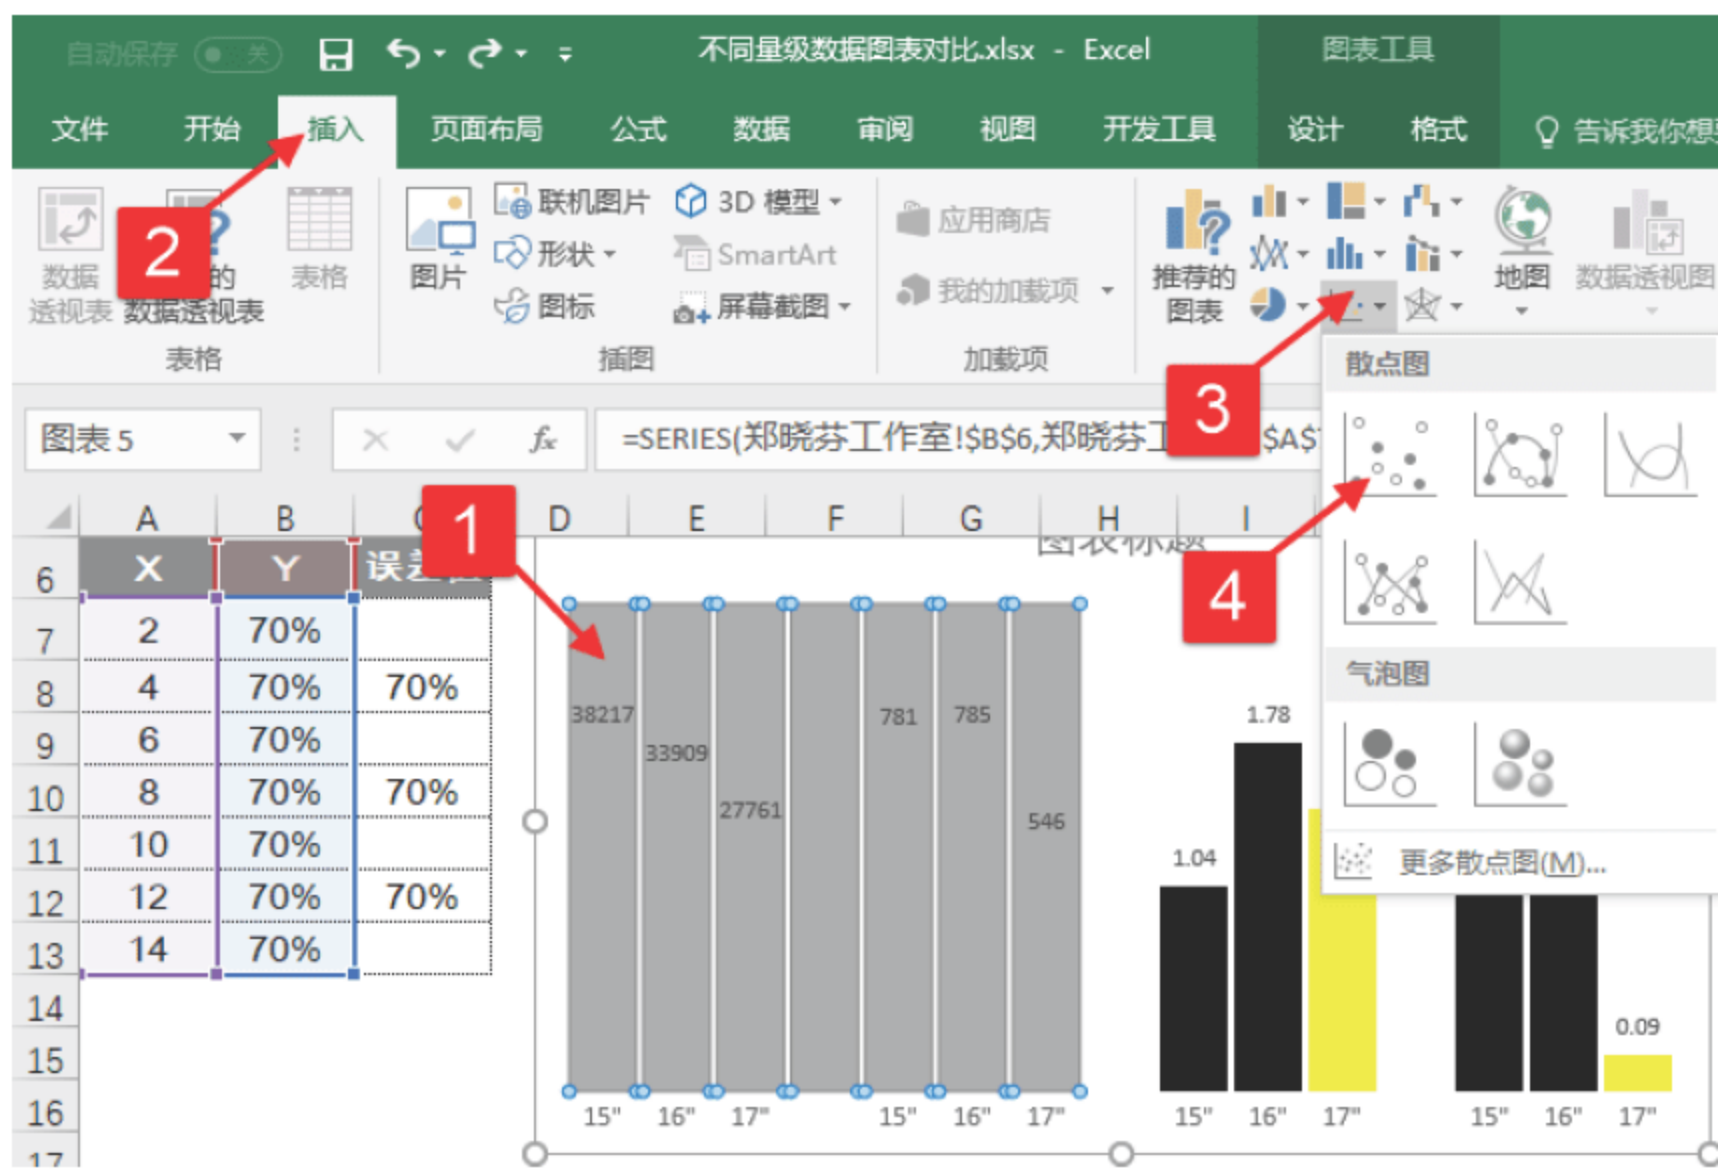 自动保存 关 不同量级数据图表对比.xlsx - Excel 图表工具
文件 开始 插入 页面布局 公式 数据 审阅 视图 开发工具 设计 格式 告诉我你想
数据
透视表
的
数据透视表
表格
表格
图片
联机图片
形状
图标
3D 模型
SmartArt
屏幕截图
插图
应用商店
我的加载项
加载项
推荐的
图表
地图
数据透视图
2
3
散点图
图表 5 fx =SERIES(郑晓芬工作室!$B$6,郑晓芬工 $A$
1
4
A B D E F G H I
图表标题
6 X Y 误差
7 2 70%
8 4 70% 70%
9 6 70%
10 8 70% 70%
11 10 70%
12 12 70% 70%
13 14 70%
14
15
16
17
38217 33909 27761 781 785 546
1.04 1.78 0.09
15" 16" 17" 15" 16" 17" 15" 16" 17" 15" 16" 17"
气泡图
更多散点图(M)...